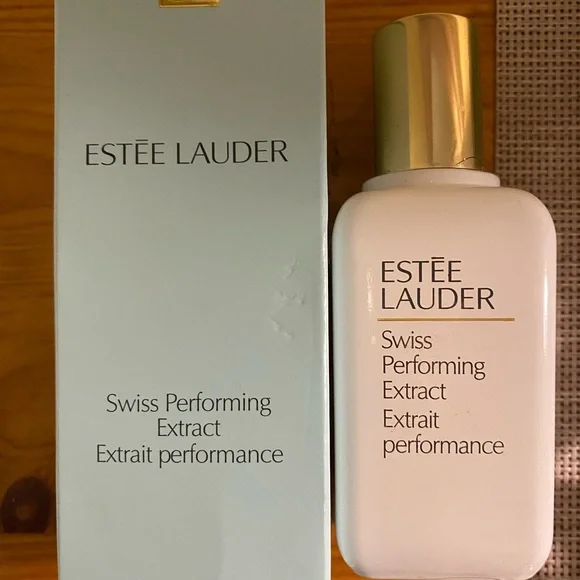 ESTĒE LAUDER
Swiss Performing
Extract
Extrait performance
ESTĒE
LAUDER
Swiss
Performing
Extract
Extrait
performance